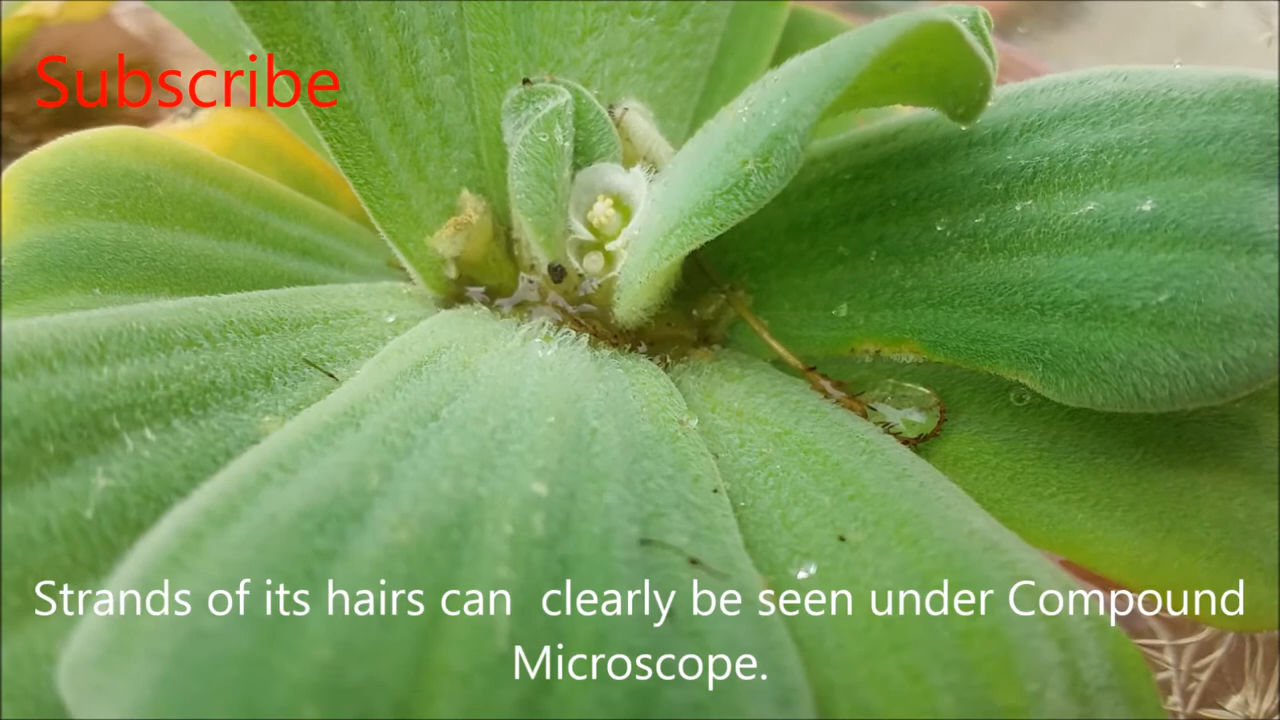 Subscribe
Strands of its hairs can  clearly be seen under Compound
Microscope.